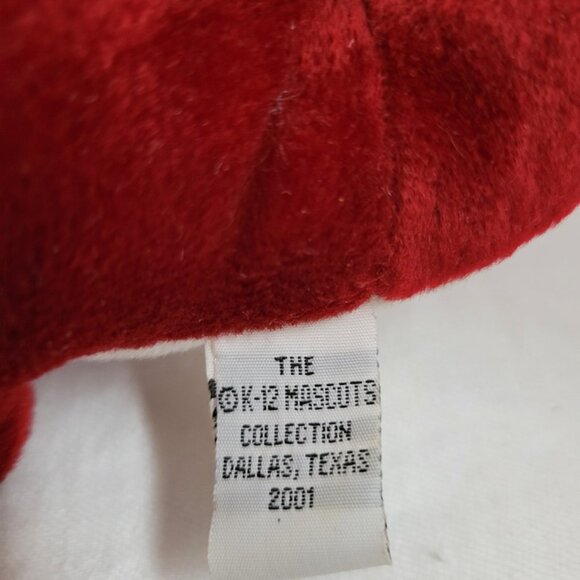 THE
©K-12 MASCOTS
COLLECTION
DALLAS, TEXAS
2001